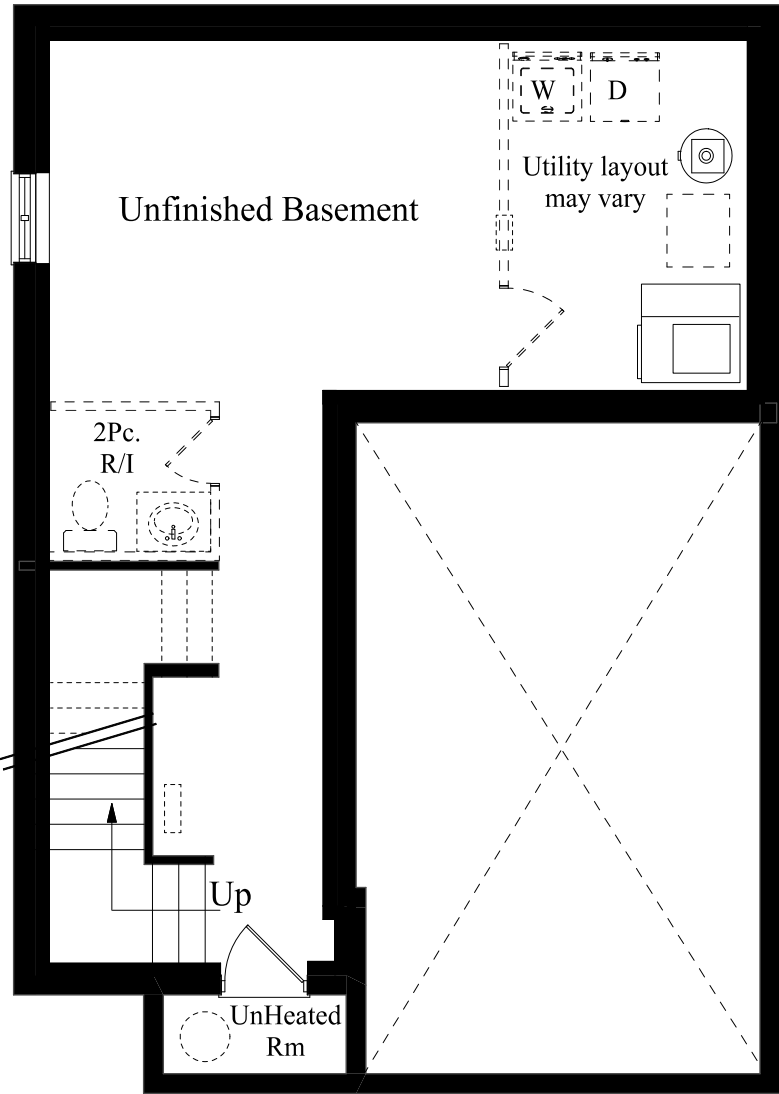 W
D
Utility layout
may vary
Unfinished Basement
2Pc.
R/I
Up
UnHeated
Rm